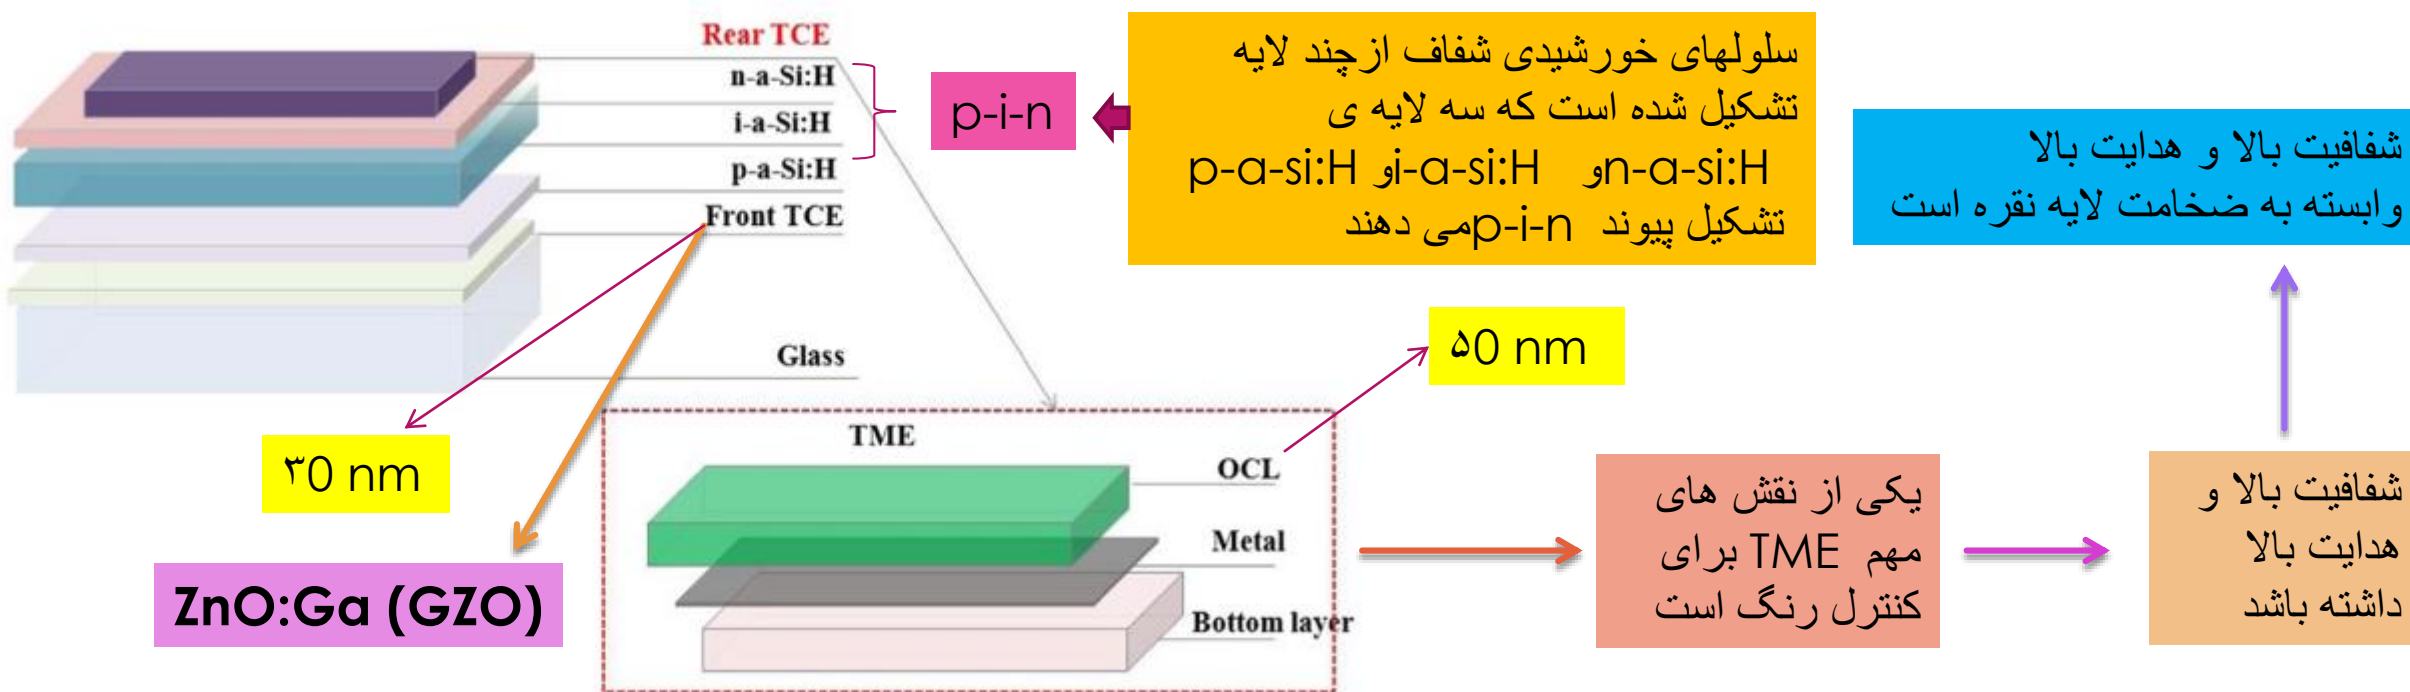 Rear TCE
n-a-Si:H
i-a-Si:H
p-a-Si:H
Front TCE
Glass
p-i-n
سلولهای خورشیدی شفاف ازچند لایه
تشکیل شده است که سه لایه ی
n-a-si:Hو i-a-si:Hو p-a-si:H
تشکیل پیوند p-i-nمی دهند
شفافیت بالا و هدایت بالا
وابسته به ضخامت لایه نقره است
۵0 nm
۳0 nm
ZnO:Ga (GZO)
TME
OCL
Metal
Bottom layer
یکی از نقش های
مهم TME برای
کنترل رنگ است
شفافیت بالا و
هدایت بالا
داشته باشد